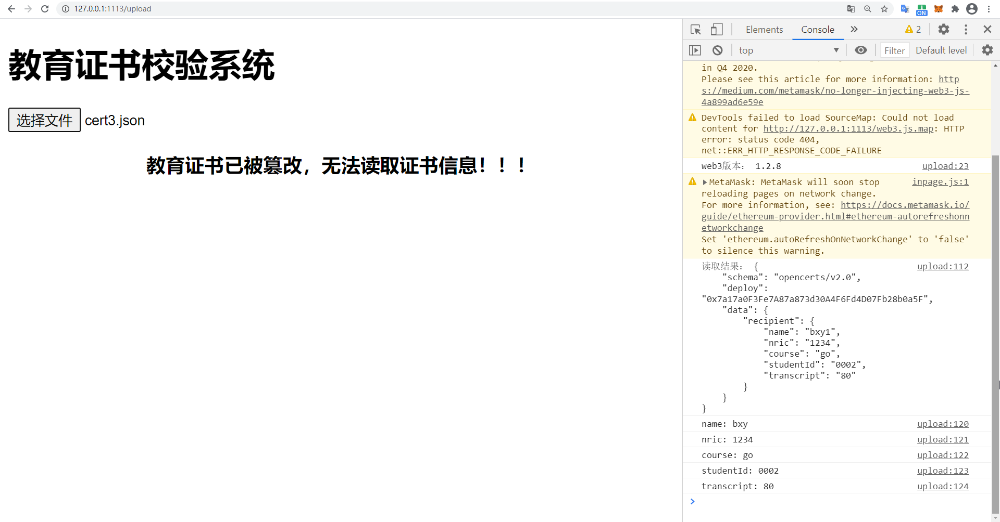 127.0.0.1:1113/upload
ON
教育证书校验系统
选择文件 cert3.json
教育证书已被篡改，无法读取证书信息！！！
Elements Console 2
top Filter Default level
in Q4 2020.
Please see this article for more information: http
s://medium.com/metamask/no-longer-injecting-web3-js-
4a899ad6e59e
DevTools failed to load SourceMap: Could not load
content for http://127.0.0.1:1113/web3.js.map: HTTP
error: status code 404,
net::ERR_HTTP_RESPONSE_CODE_FAILURE
web3版本： 1.2.8 upload:23
MetaMask: MetaMask will soon stop inpage.js:1
reloading pages on network change.
For more information, see: https://docs.metamask.io/
guide/ethereum-provider.html#ethereum-autorefreshonn
etworkchange
Set 'ethereum.autoRefreshOnNetworkChange' to 'false'
to silence this warning.
读取结果： { upload:112
"schema": "opencerts/v2.0",
"deploy":
"0x7a17a0F3Fe7A87a873d30A4F6Fd4D07Fb28b0a5F",
"data": {
"recipient": {
"name": "bxy1",
"nric": "1234",
"course": "go",
"studentId": "0002",
"transcript": "80"
}
}
}
name: bxy upload:120
nric: 1234 upload:121
course: go upload:122
studentId: 0002 upload:123
transcript: 80 upload:124